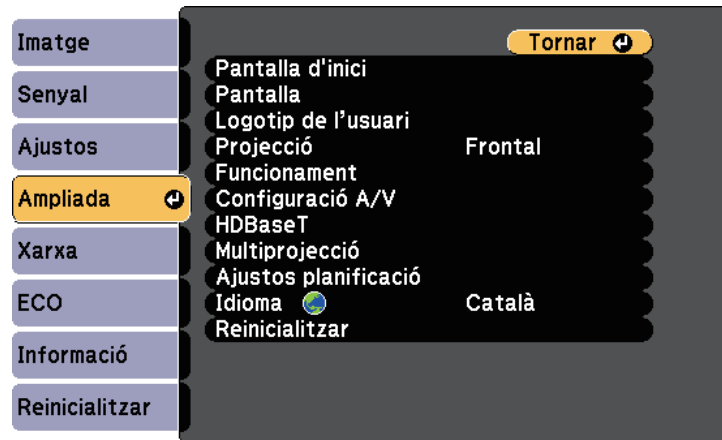 Imatge
Senyal
Ajustos
Ampliada
Xarxa
ECO
Informació
Reinicialitzar
Tornar
Pantalla d'inici
Pantalla
Logotip de l'usuari
Projecció Frontal
Funcionament
Configuració A/V
HDBaseT
Multiprojecció
Ajustos planificació
Idioma Català
Reinicialitzar